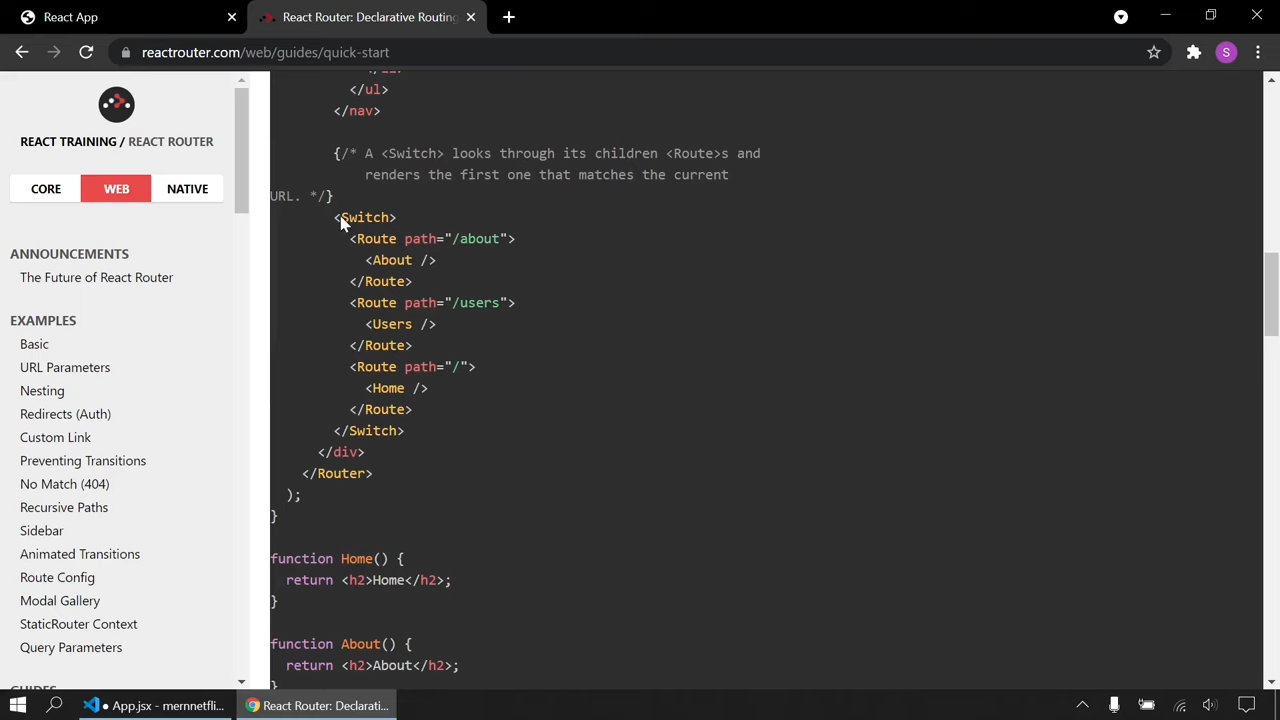 React App
React Router: Declarative Routing
reactrouter.com/web/guides/quick-start
S
REACT TRAINING / REACT ROUTER
CORE
WEB
NATIVE
ANNOUNCEMENTS
The Future of React Router
EXAMPLES
Basic
URL Parameters
Nesting
Redirects (Auth)
Custom Link
Preventing Transitions
No Match (404)
Recursive Paths
Sidebar
Animated Transitions
Route Config
Modal Gallery
StaticRouter Context
Query Parameters
</ul>
</nav>
{/* A <Switch> looks through its children <Route>s and
renders the first one that matches the current
URL. */}
<Switch>
<Route path="/about">
<About />
</Route>
<Route path="/users">
<Users />
</Route>
<Route path="/">
<Home />
</Route>
</Switch>
</div>
</Router>
);
}
function Home() {
return <h2>Home</h2>;
}
function About() {
return <h2>About</h2>;
}
● App.jsx - mernnetfli...
React Router: Declarati...